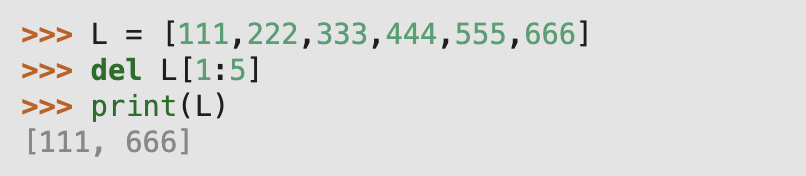 >>> L = [111,222,333,444,555,666]
>>> del L[1:5]
>>> print(L)
[111, 666]